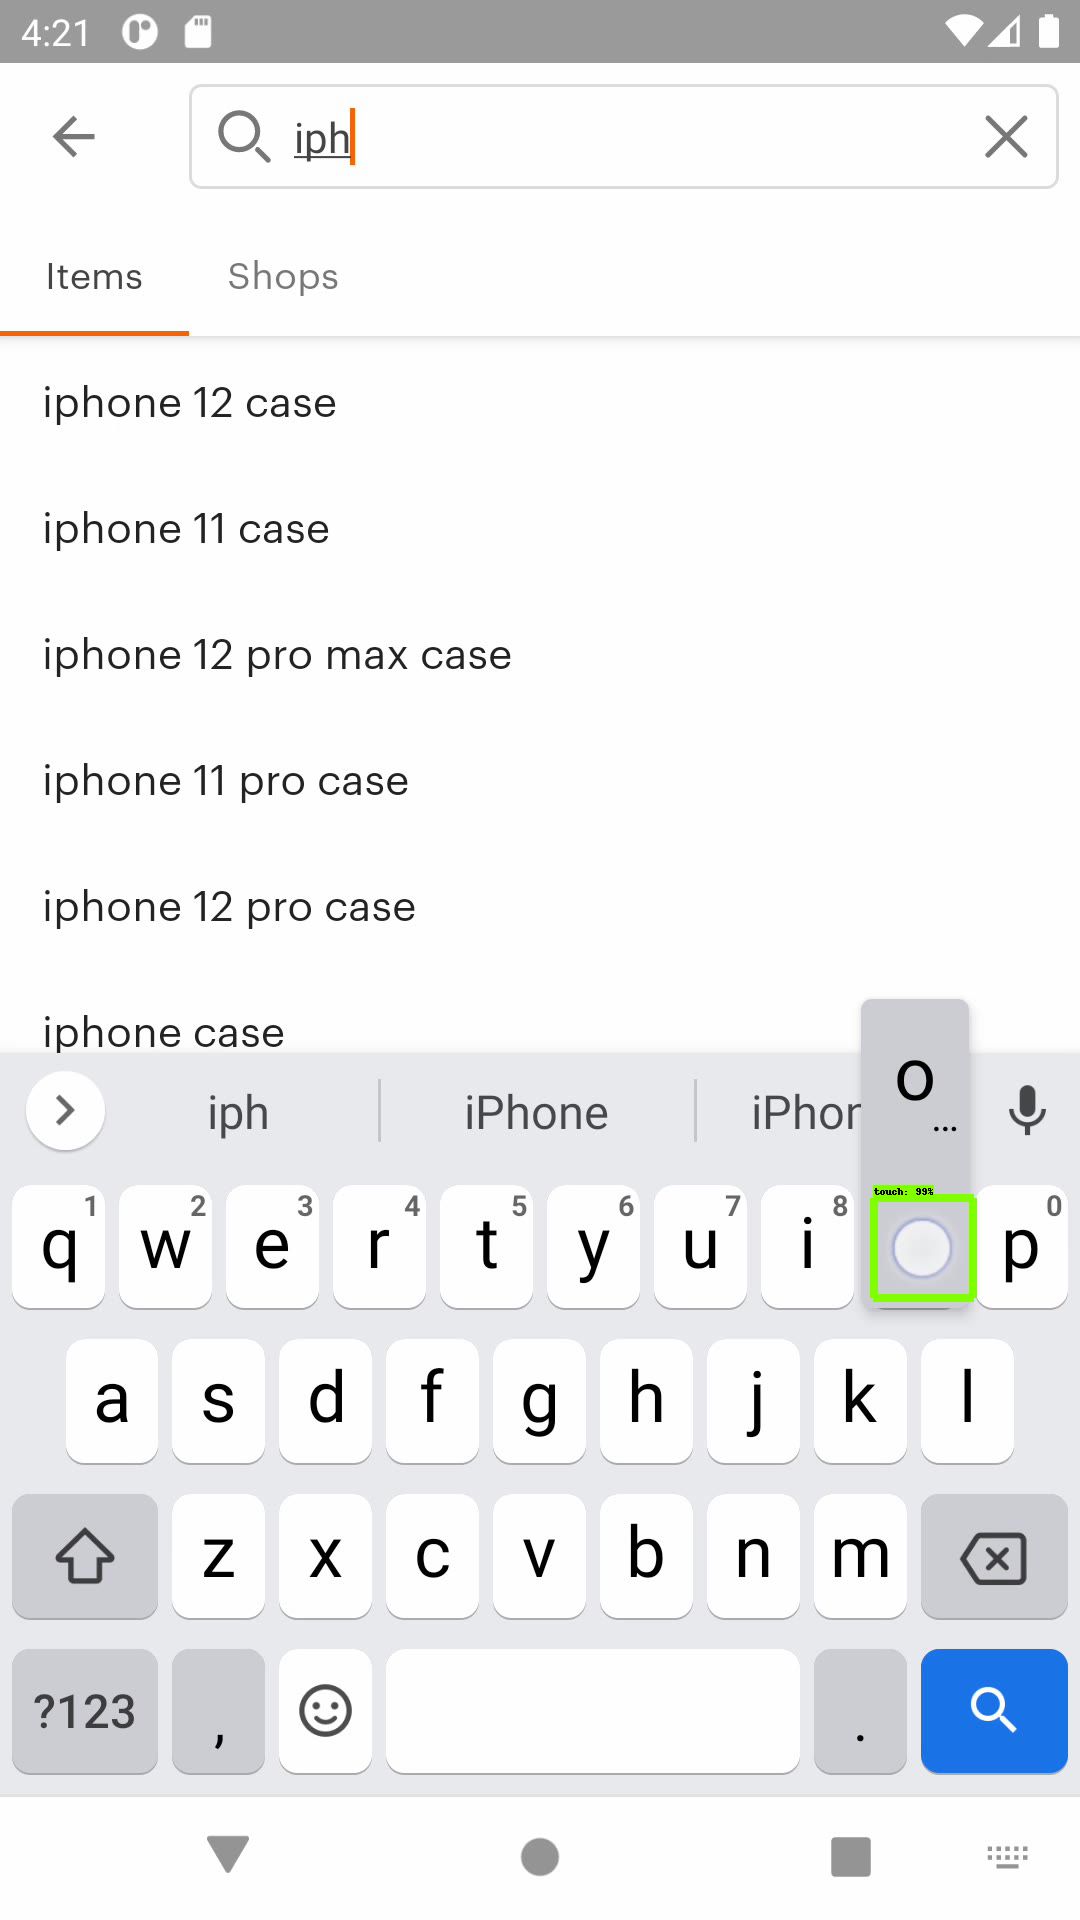 4:21
iph
Items Shops
iphone 12 case
iphone 11 case
iphone 12 pro max case
iphone 11 pro case
iphone 12 pro case
iphone case
o
...
iph iPhone
touch: 99%
1 2 3 4 5 6 7 8 0
q w e r t y u i p
a s d f g h j k l
z x c v b n m
?123 , .